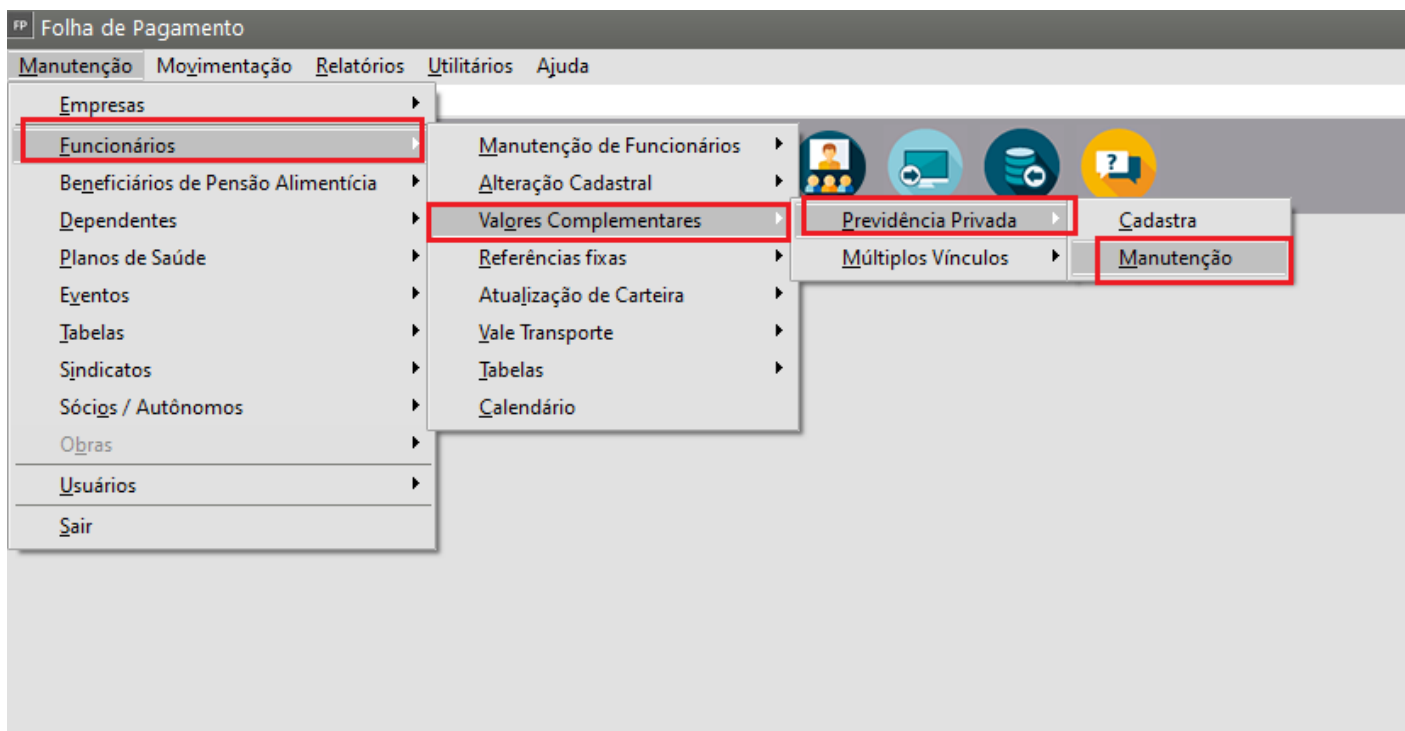 FP Folha de Pagamento
Manutenção Movimentação Relatórios Utilitários Ajuda
Empresas
Funcionários
Beneficiários de Pensão Alimentícia
Dependentes
Planos de Saúde
Eventos
Tabelas
Sindicatos
Sócios / Autônomos
Obras
Usuários
Sair
Manutenção de Funcionários
Alteração Cadastral
Valores Complementares
Referências fixas
Atualização de Carteira
Vale Transporte
Tabelas
Calendário
Previdência Privada
Múltiplos Vínculos
Cadastra
Manutenção
?